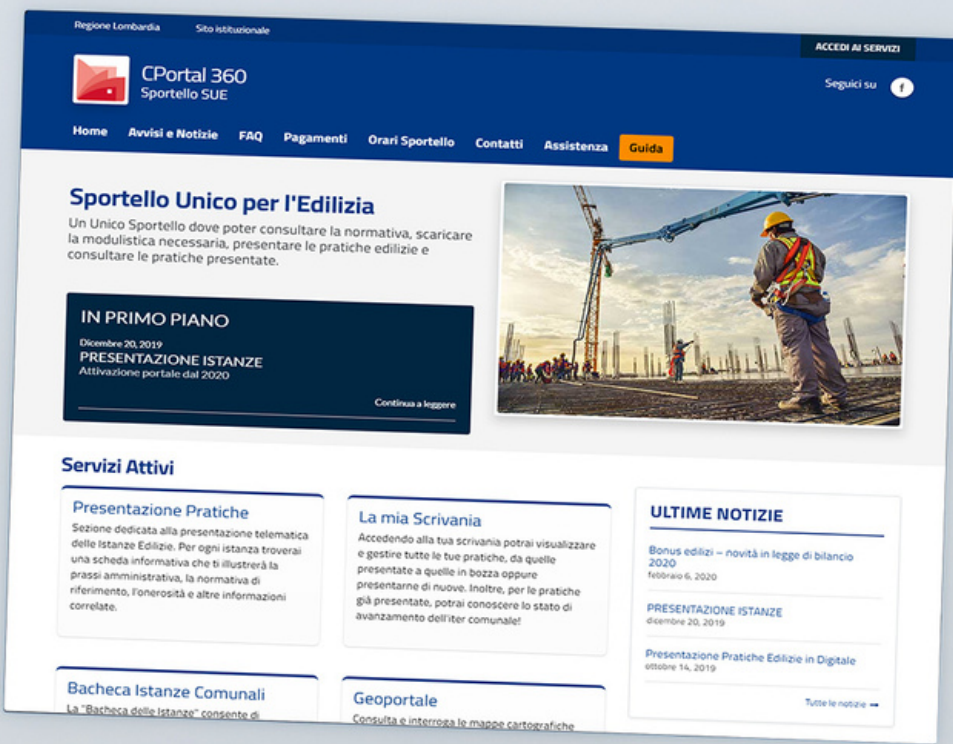 Regione Lombardia
Sito istituzionale
ACCEDI AI SERVIZI
CPortal 360
Sportello SUE
Seguici su
f
Home
Avvisi e Notizie
FAQ
Pagamenti
Orari Sportello
Contatti
Assistenza
Guida
Sportello Unico per l'Edilizia
Un Unico Sportello dove poter consultare la normativa, scaricare
la modulistica necessaria, presentare le pratiche edilizie e
consultare le pratiche presentate.
IN PRIMO PIANO
Dicembre 20, 2019
PRESENTAZIONE ISTANZE
Attivazione portale dal 2020
Continua a leggere
Servizi Attivi
Presentazione Pratiche
Sezione dedicata alla presentazione telematica
delle Istanze Edilizie. Per ogni istanza troverai
una scheda informativa che ti illustrerà la
prassi amministrativa, la normativa di
riferimento, l'onerosità e altre informazioni
correlate.
La mia Scrivania
Accedendo alla tua scrivania potrai visualizzare
e gestire tutte le tue pratiche, da quelle
presentate a quelle in bozza oppure
presentarne di nuove. Inoltre, per le pratiche
già presentate, potrai conoscere lo stato di
avanzamento dell'iter comunale!
ULTIME NOTIZIE
Bonus edilizi – novità in legge di bilancio
2020
febbraio 6, 2020
PRESENTAZIONE ISTANZE
dicembre 20, 2019
Presentazione Pratiche Edilizie in Digitale
ottobre 14, 2019
Tutte le notizie ➞
Bacheca Istanze Comunali
La "Bacheca delle Istanze" consente di
Geoportale
Consulta e interroga le mappe cartografiche